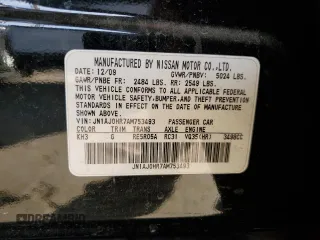 MANUFACTURED BY NISSAN MOTOR CO.,LTD.
DATE: 12/09 GVWR/PNBV: 5024 LBS.
GAWR/PNBE FR: 2484 LBS. RR: 2549 LBS.
THIS VEHICLE CONFORMS TO ALL APPLICABLE FEDERAL
MOTOR VEHICLE SAFETY, BUMPER, AND THEFT PREVENTION
STANDARDS IN EFFECT ON THE DATE OF MANUFACTURE
SHOWN ABOVE.
VIN: JN1AJ0HR7AM753493 PASSENGER CAR
COLOR TRIM TRANS AXLE ENGINE
KH3 G RE5R05A RC31 VQ35(HR) 3498CC
JN1AJ0HR7AM753493